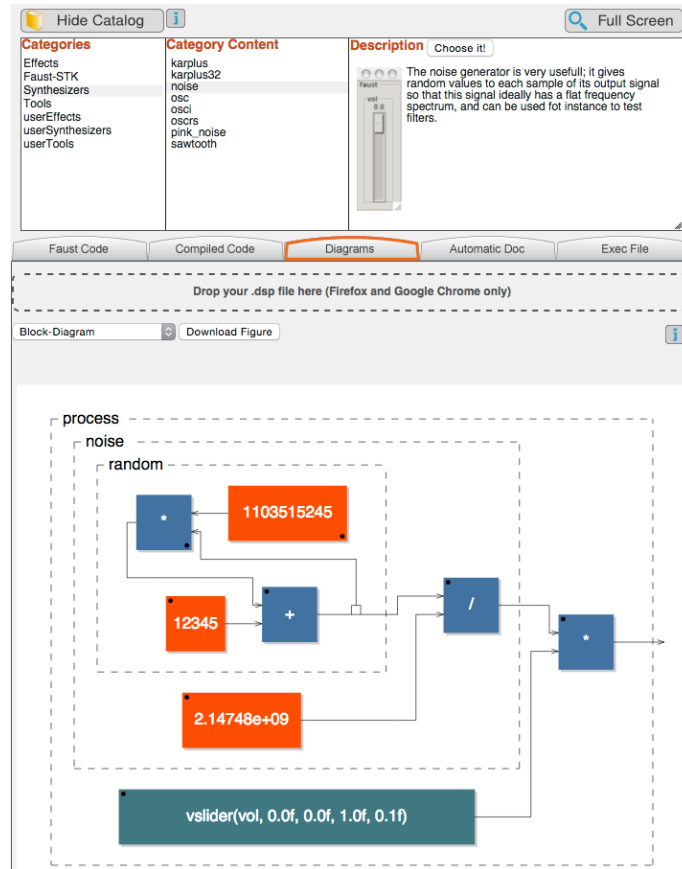 Hide Catalog
i
Full Screen
Categories
Effects
Faust-STK
Synthesizers
Tools
userEffects
userSynthesizers
userTools
Category Content
karplus
karplus32
noise
osc
osci
oscrs
pink_noise
sawtooth
Description
Choose it!
faust
vol
0.0
The noise generator is very usefull; it gives
random values to each sample of its output signal
so that this signal ideally has a flat frequency
spectrum, and can be used fot instance to test
filters.
Faust Code
Compiled Code
Diagrams
Automatic Doc
Exec File
Drop your .dsp file here (Firefox and Google Chrome only)
Block-Diagram
Download Figure
i
process
noise
random
*
1103515245
12345
+
/
*
2.14748e+09
vslider(vol, 0.0f, 0.0f, 1.0f, 0.1f)